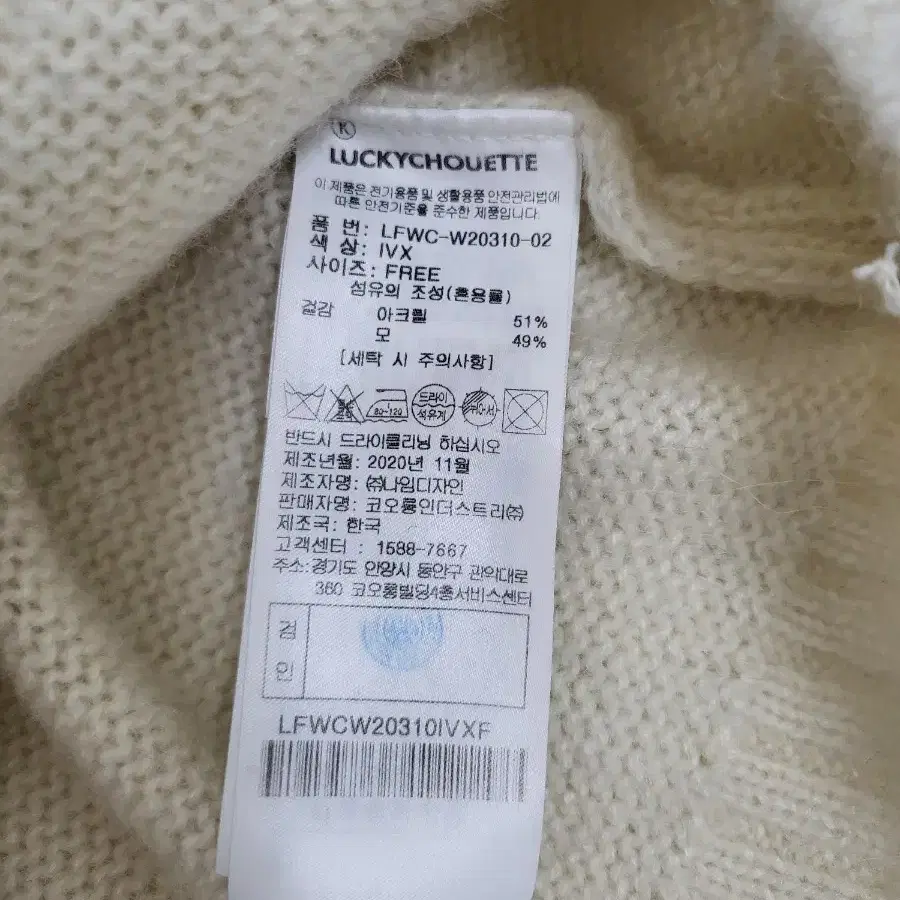 K
LUCKYCHOUETTE
이 제품은 전기용품 및 생활용품 안전관리법에
따른 안전기준을 준수한 제품입니다.
품 번: LFWC-W20310-02
색 상: IVX
사이즈: FREE
섬유의 조성(혼용률)
겉감 아크릴 51%
모 49%
[세탁 시 주의사항]
80~120 드라이 석유계 뉘어서
반드시 드라이클리닝 하십시오
제조년월: 2020년 11월
제조자명: ㈜나임디자인
판매자명: 코오롱인더스트리㈜
제조국: 한국
고객센터 : 1588-7667
주소:경기도 안양시 동안구 관악대로
360 코오롱빌딩4층서비스센터
검
인
LFWCW20310IVXF